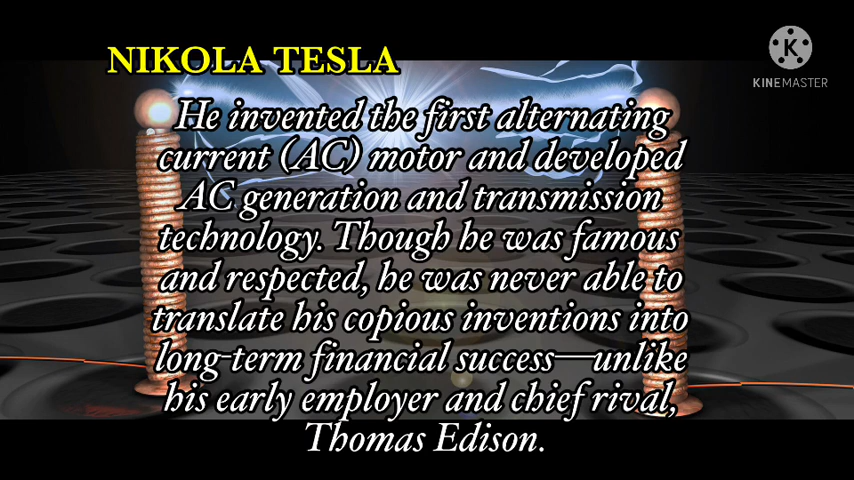 NIKOLA TESLA
K
KINEMASTER
He invented the first alternating
current (AC) motor and developed
AC generation and transmission
technology. Though he was famous
and respected, he was never able to
translate his copious inventions into
long-term financial success—unlike
his early employer and chief rival,
Thomas Edison.